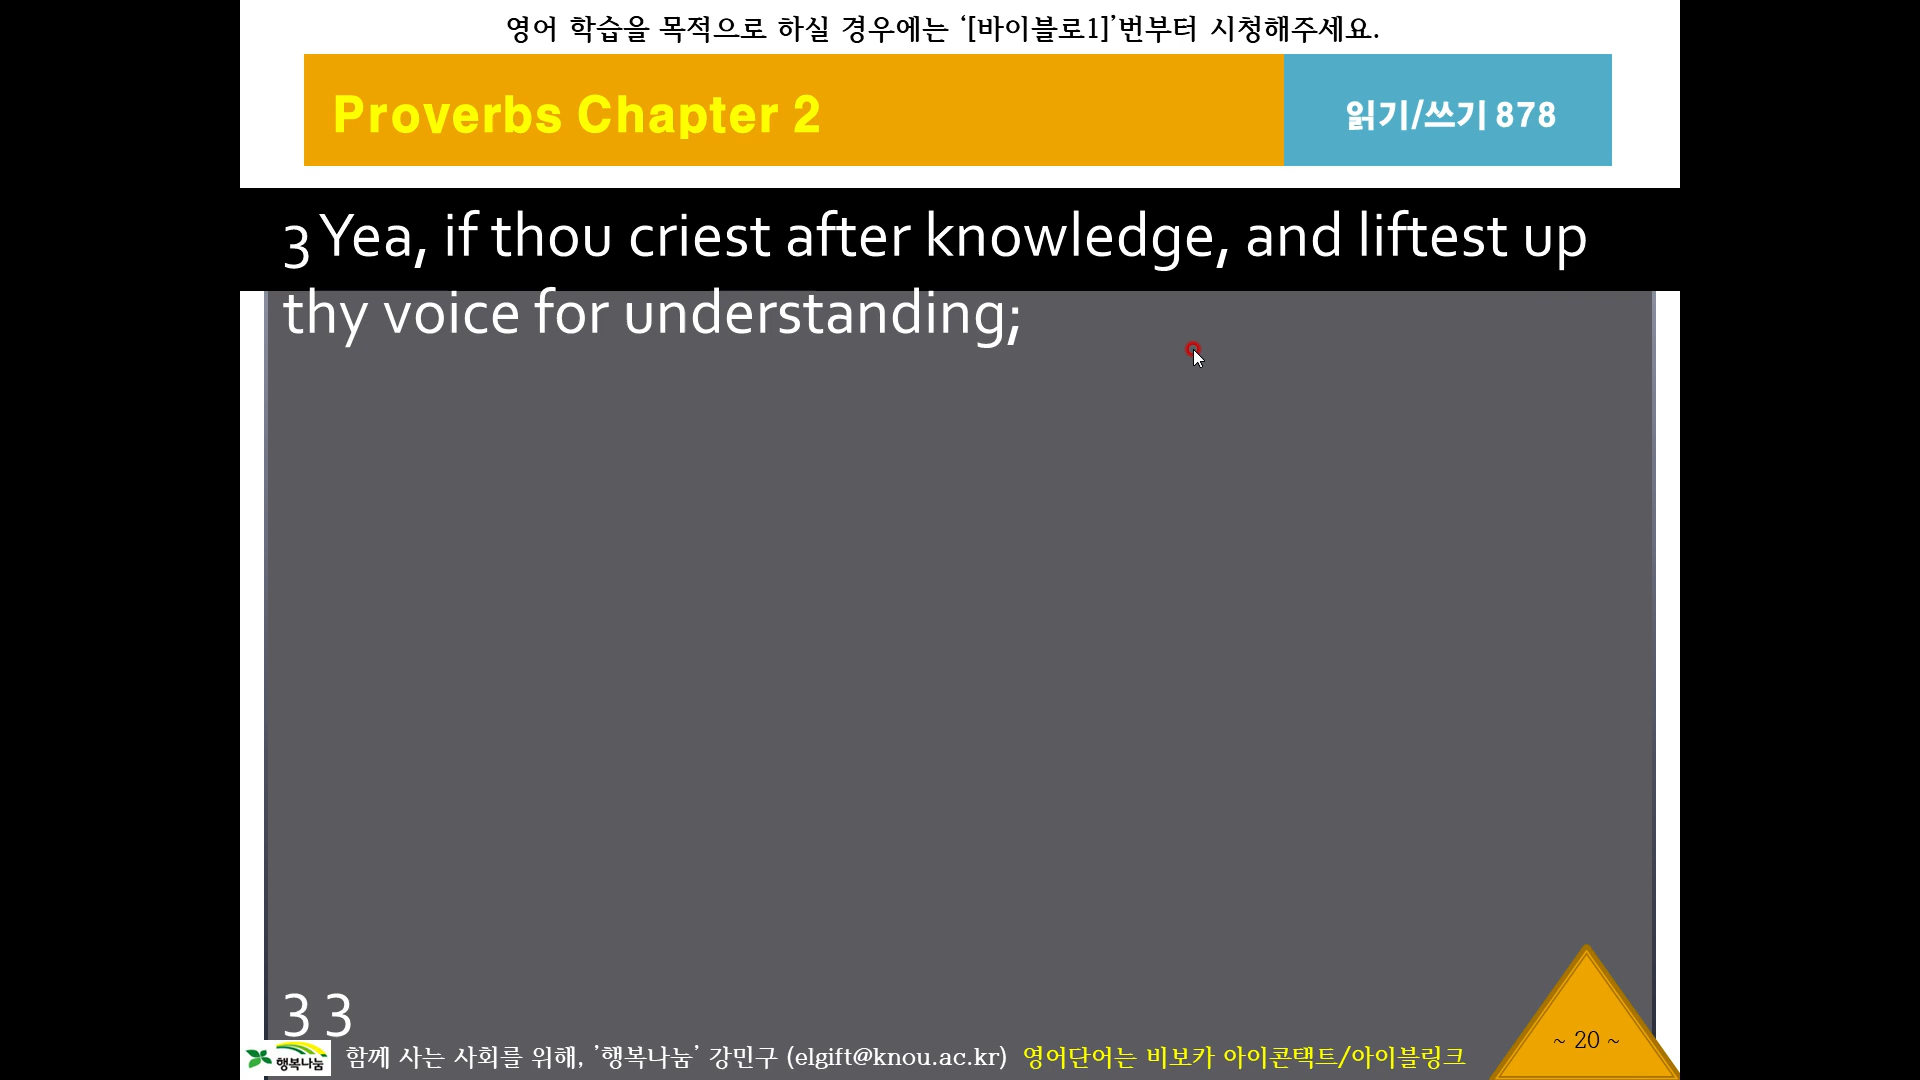 영어 학습을 목적으로 하실 경우에는 ‘[바이블로1]’번부터 시청해주세요.
Proverbs Chapter 2
읽기/쓰기 878
3 Yea, if thou criest after knowledge, and liftest up
thy voice for understanding;
3 3
~ 20 ~
행복나눔
함께 사는 사회를 위해, ’행복나눔’ 강민구 (elgift@knou.ac.kr) 영어단어는 비보카 아이콘택트/아이블링크